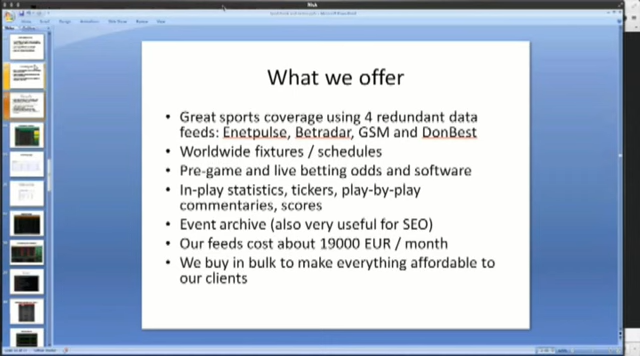 What we offer
• Great sports coverage using 4 redundant data
feeds: Enetpulse, Betradar, GSM and DonBest
• Worldwide fixtures / schedules
• Pre-game and live betting odds and software
• In-play statistics, tickers, play-by-play
commentaries, scores
• Event archive (also very useful for SEO)
• Our feeds cost about 19000 EUR / month
• We buy in bulk to make everything affordable to
our clients